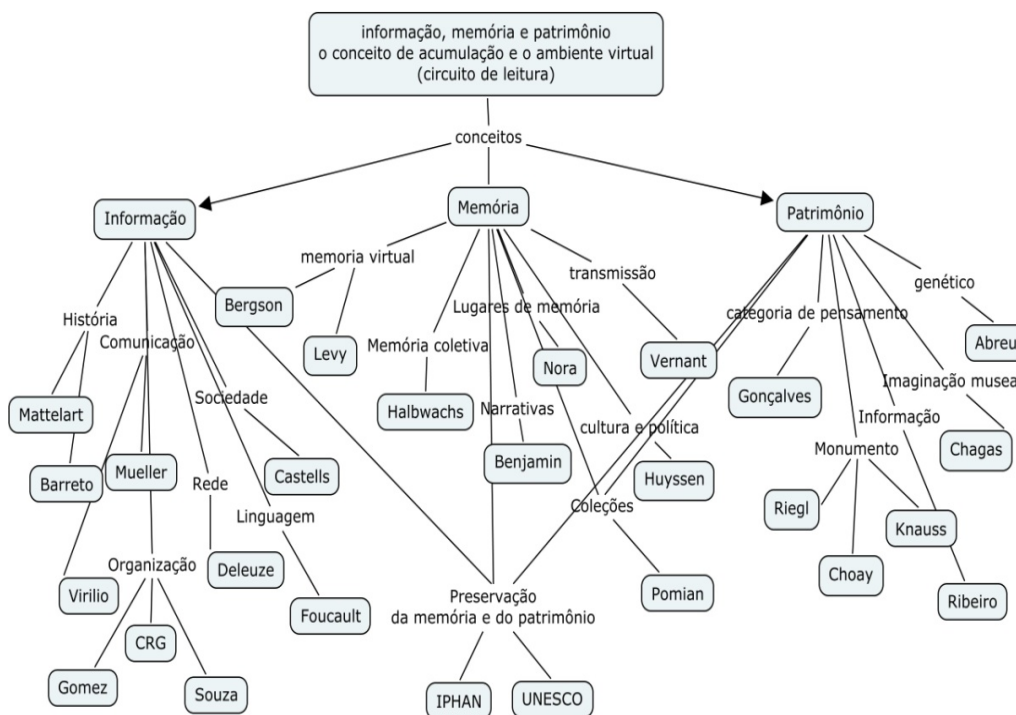 informação, memória e patrimônio
o conceito de acumulação e o ambiente virtual
(circuito de leitura)
conceitos
Informação
Memória
Patrimônio
memoria virtual
transmissão
genético
Bergson
História
Lugares de memória
categoria de pensamento
Comunicação
Levy
Memória coletiva
Nora
Vernant
Abreu
Mattelart
Sociedade
Halbwachs
Narrativas
Gonçalves
Imaginação museal
Informação
cultura e política
Monumento
Chagas
Barreto
Mueller
Castells
Benjamin
Rede
Huyssen
Coleções
Riegl
Knauss
Linguagem
Organização
Deleuze
Choay
Virilio
Foucault
Preservação
da memória e do patrimônio
Pomian
Ribeiro
CRG
Gomez
Souza
IPHAN
UNESCO